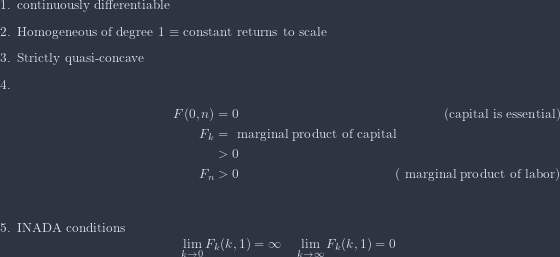 1. continuously differentiable
2. Homogeneous of degree 1 ≡ constant returns to scale
3. Strictly quasi-concave
4.
F(0, n) = 0 (capital is essential)
F_k = marginal product of capital
> 0
F_n > 0 ( marginal product of labor)
5. INADA conditions
lim_{k→0} F_k(k, 1) = ∞ lim_{k→∞} F_k(k, 1) = 0